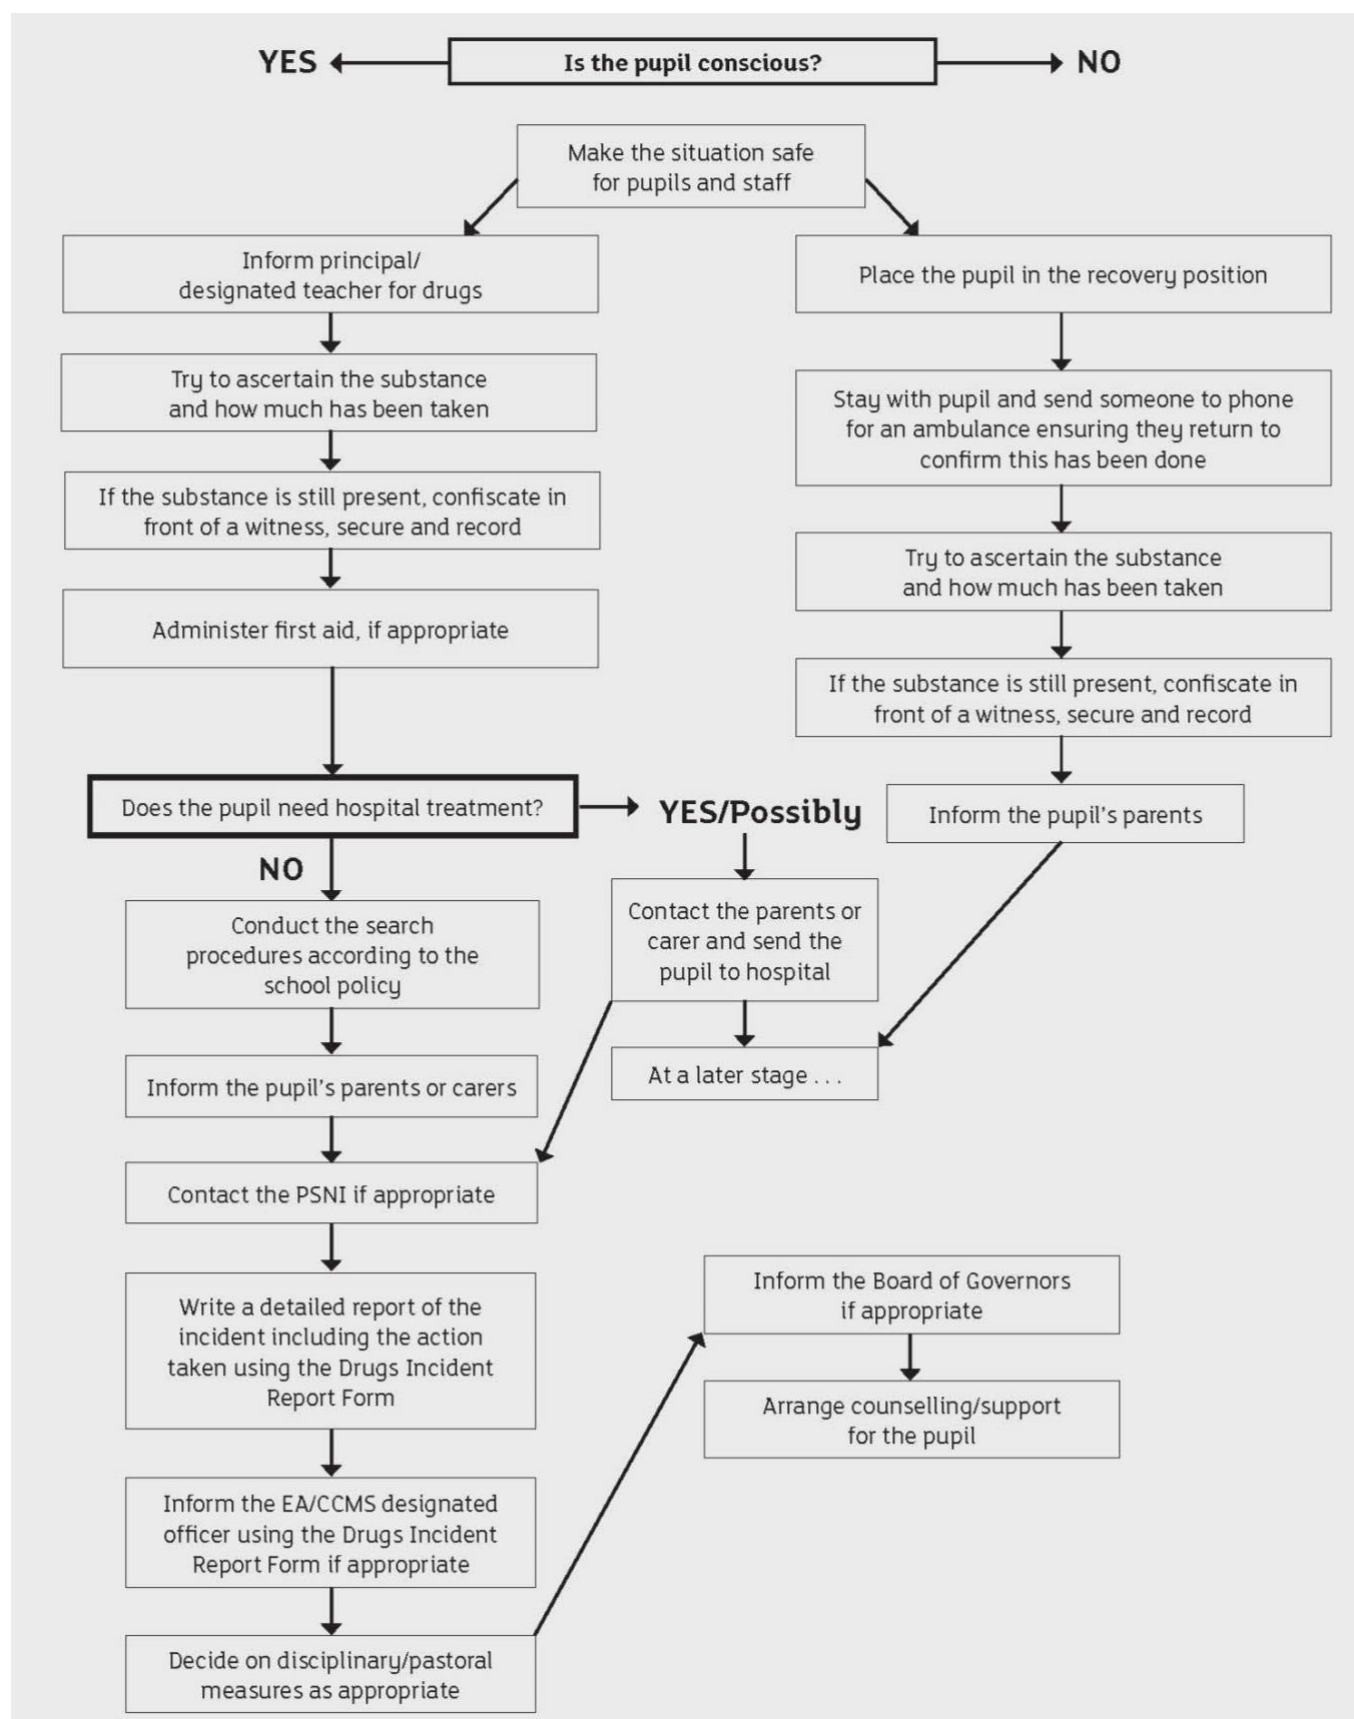 YES
Is the pupil conscious?
NO
Make the situation safe
for pupils and staff
Inform principal/
designated teacher for drugs
Try to ascertain the substance
and how much has been taken
If the substance is still present, confiscate in
front of a witness, secure and record
Administer first aid, if appropriate
Place the pupil in the recovery position
Stay with pupil and send someone to phone
for an ambulance ensuring they return to
confirm this has been done
Try to ascertain the substance
and how much has been taken
If the substance is still present, confiscate in
front of a witness, secure and record
Inform the pupil's parents
Does the pupil need hospital treatment?
YES/Possibly
NO
Contact the parents or
carer and send the
pupil to hospital
At a later stage . . .
Conduct the search
procedures according to the
school policy
Inform the pupil's parents or carers
Contact the PSNI if appropriate
Write a detailed report of the
incident including the action
taken using the Drugs Incident
Report Form
Inform the EA/CCMS designated
officer using the Drugs Incident
Report Form if appropriate
Decide on disciplinary/pastoral
measures as appropriate
Inform the Board of Governors
if appropriate
Arrange counselling/support
for the pupil